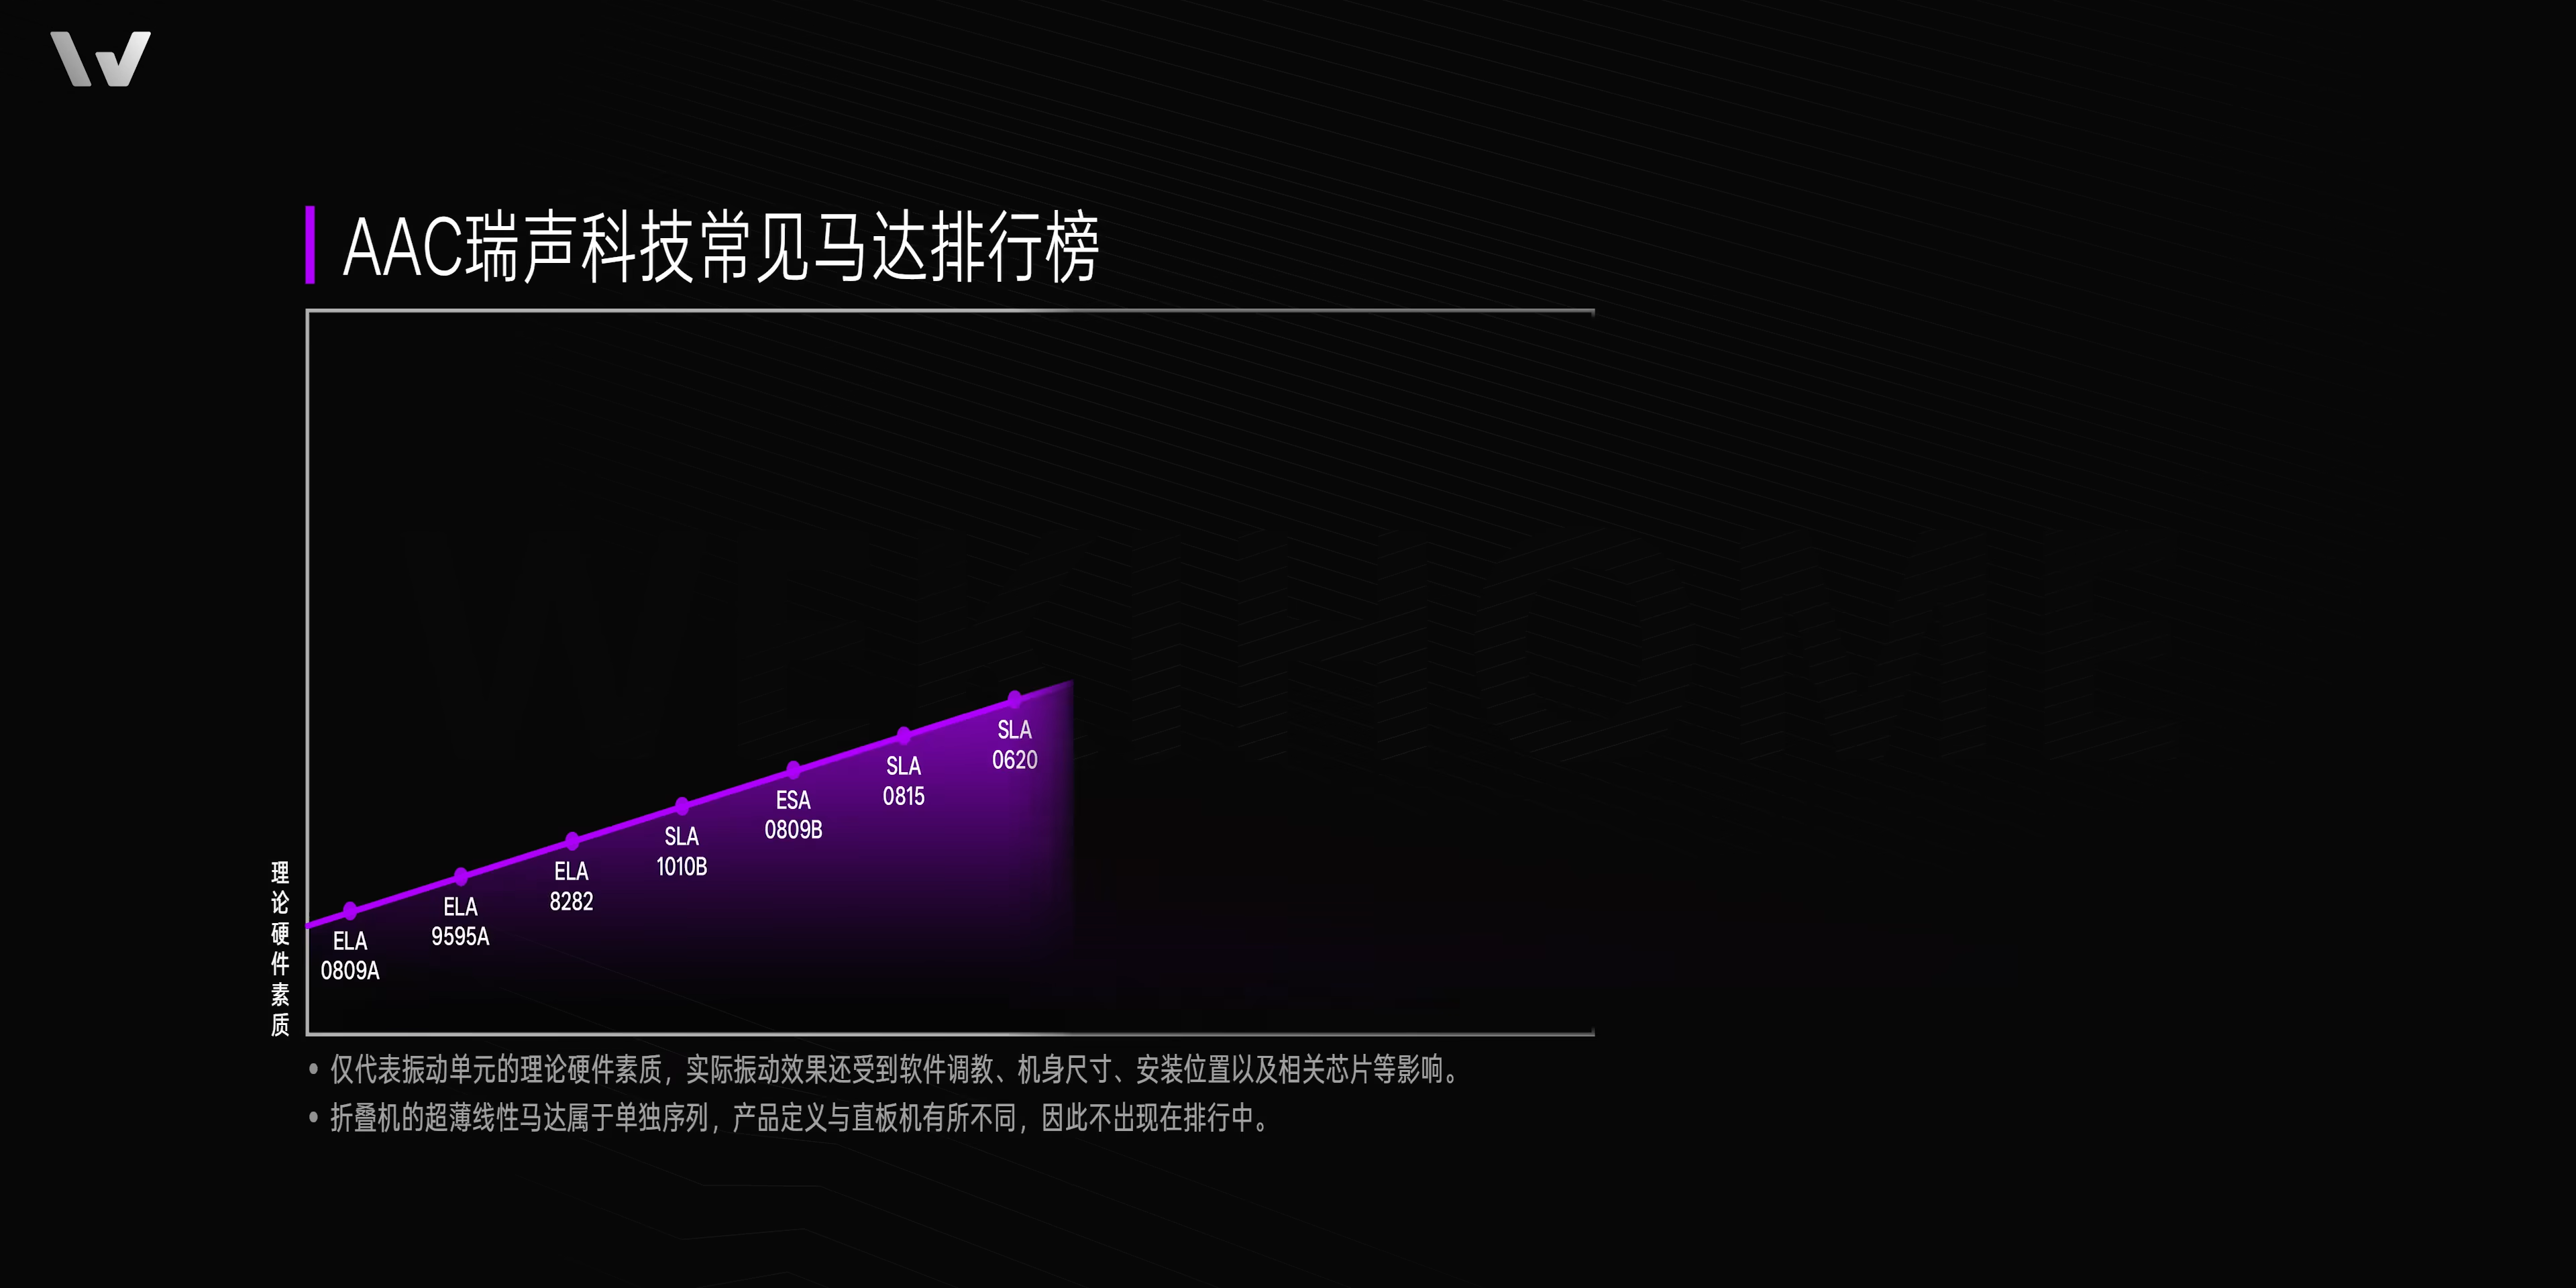 AAC瑞声科技常见马达排行榜
理论硬件素质
ELA
0809A
ELA
9595A
ELA
8282
SLA
1010B
ESA
0809B
SLA
0815
SLA
0620
仅代表振动单元的理论硬件素质，实际振动效果还受到软件调教、机身尺寸、安装位置以及相关芯片等影响。
折叠机的超薄线性马达属于单独序列，产品定义与直板机有所不同，因此不出现在排行中。